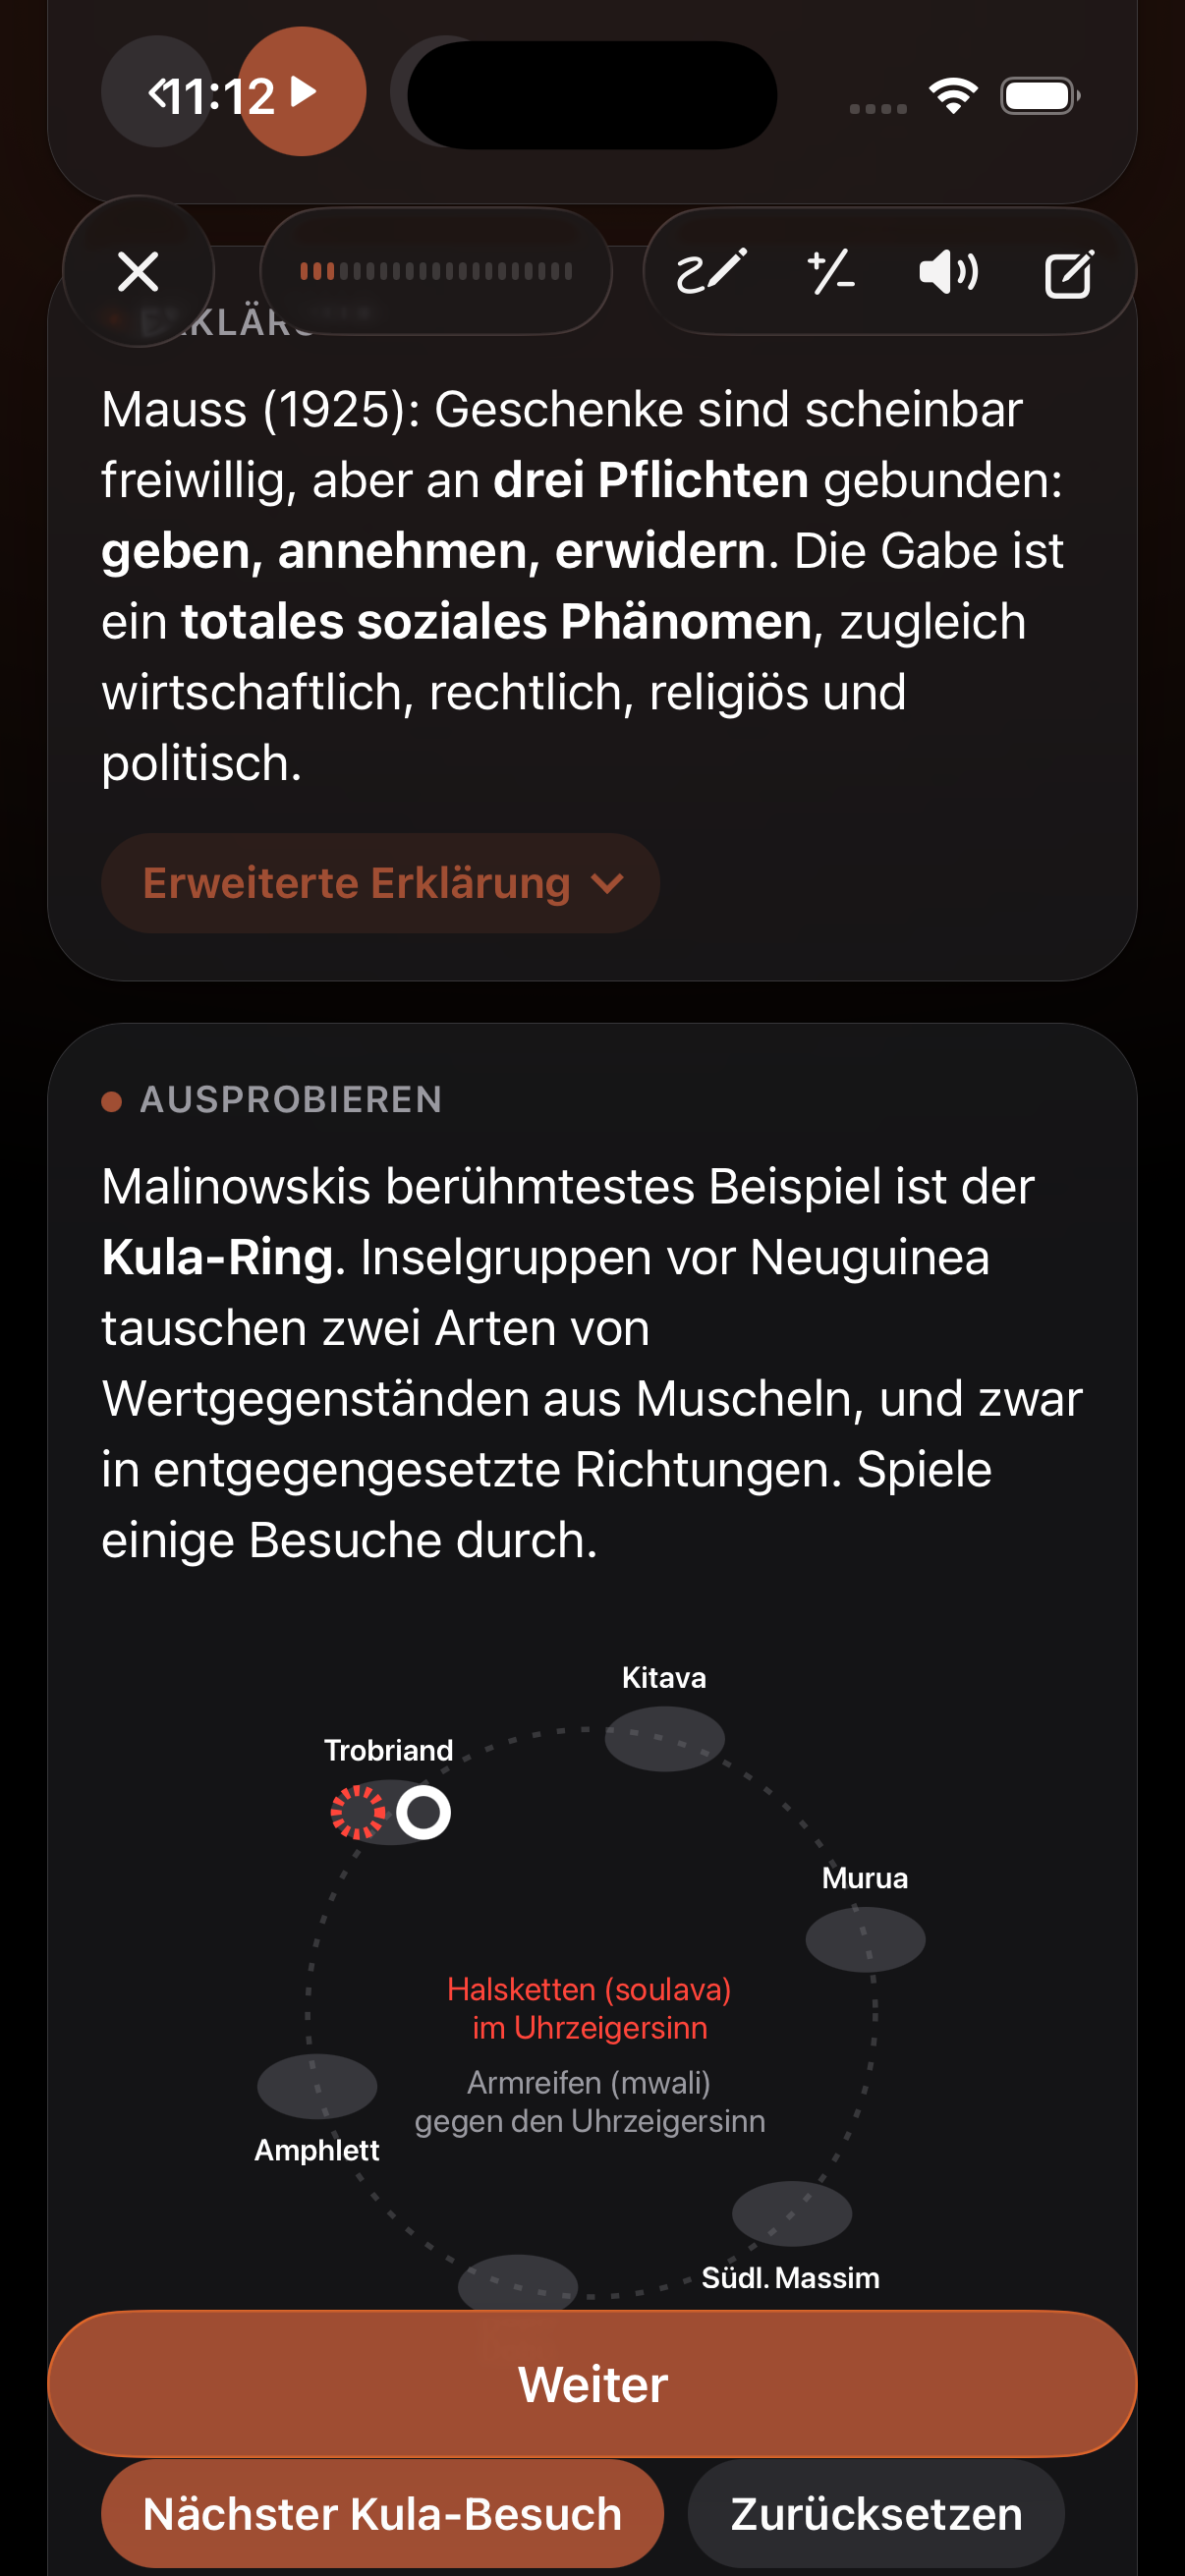 11:12
ERKLÄR
Mauss (1925): Geschenke sind scheinbar
freiwillig, aber an drei Pflichten gebunden:
geben, annehmen, erwidern. Die Gabe ist
ein totales soziales Phänomen, zugleich
wirtschaftlich, rechtlich, religiös und
politisch.
Erweiterte Erklärung
AUSPROBIEREN
Malinowskis berühmtestes Beispiel ist der
Kula-Ring. Inselgruppen vor Neuguinea
tauschen zwei Arten von
Wertgegenständen aus Muscheln, und zwar
in entgegengesetzte Richtungen. Spiele
einige Besuche durch.
Kitava
Trobriand
Murua
Halsketten (soulava)
im Uhrzeigersinn
Armreifen (mwali)
gegen den Uhrzeigersinn
Amphlett
Südl. Massim
Weiter
Nächster Kula-Besuch
Zurücksetzen